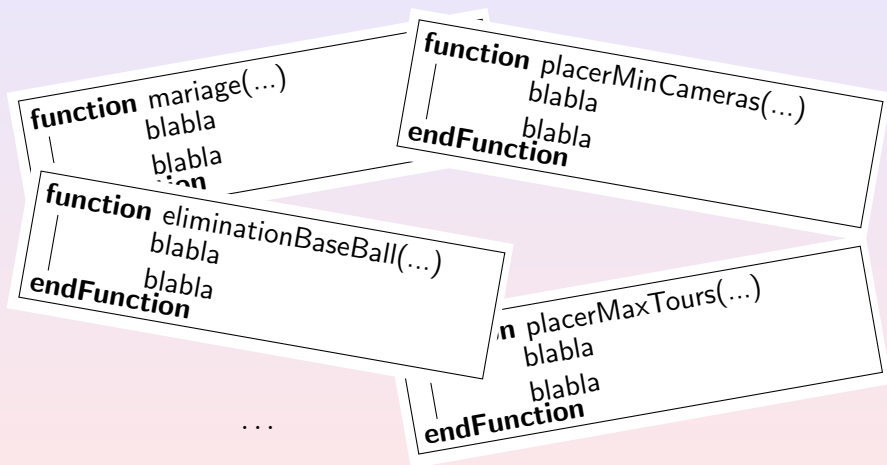 function mariage(...)
blabla
blabla
function placerMinCameras(...)
blabla
blabla
endFunction
function eliminationBaseBall(...)
blabla
blabla
endFunction
placerMaxTours(...)
blabla
blabla
endFunction
...